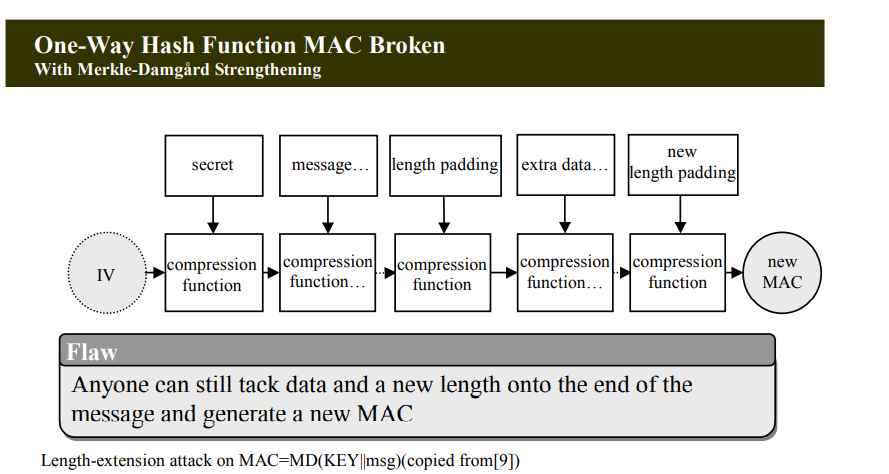 One-Way Hash Function MAC Broken
With Merkle-Damgård Strengthening
secret
message…
length padding
extra data…
new
length padding
IV
compression
function
compression
function…
compression
function
compression
function…
compression
function
new
MAC
Flaw
Anyone can still tack data and a new length onto the end of the
message and generate a new MAC
Length-extension attack on MAC=MD(KEY||msg)(copied from[9])